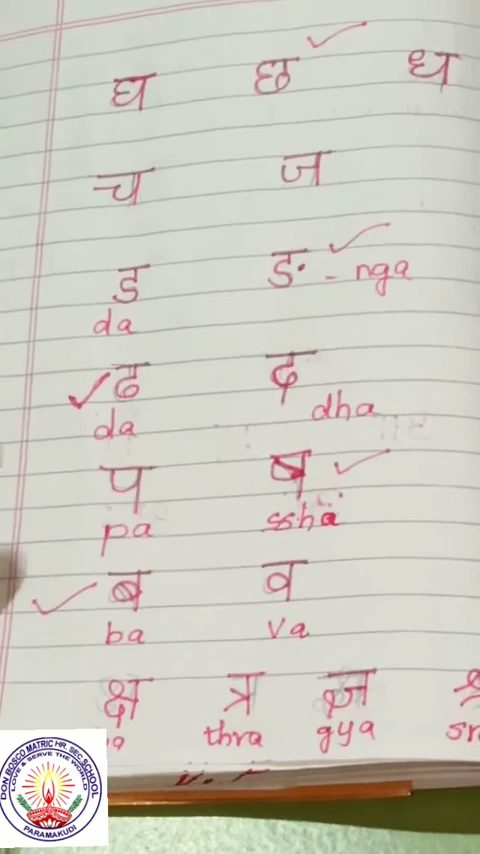 घ छ ध
च ज
ड ङ - nga
da
ढ द
da dha
प ष
pa ssha
ब व
ba va
क्ष त्र ज्ञ
thra gya
DON BOSCO MATRIC HR. SEC SCHOOL
LOVE & SERVE THE WORLD
PARAMAKUDI